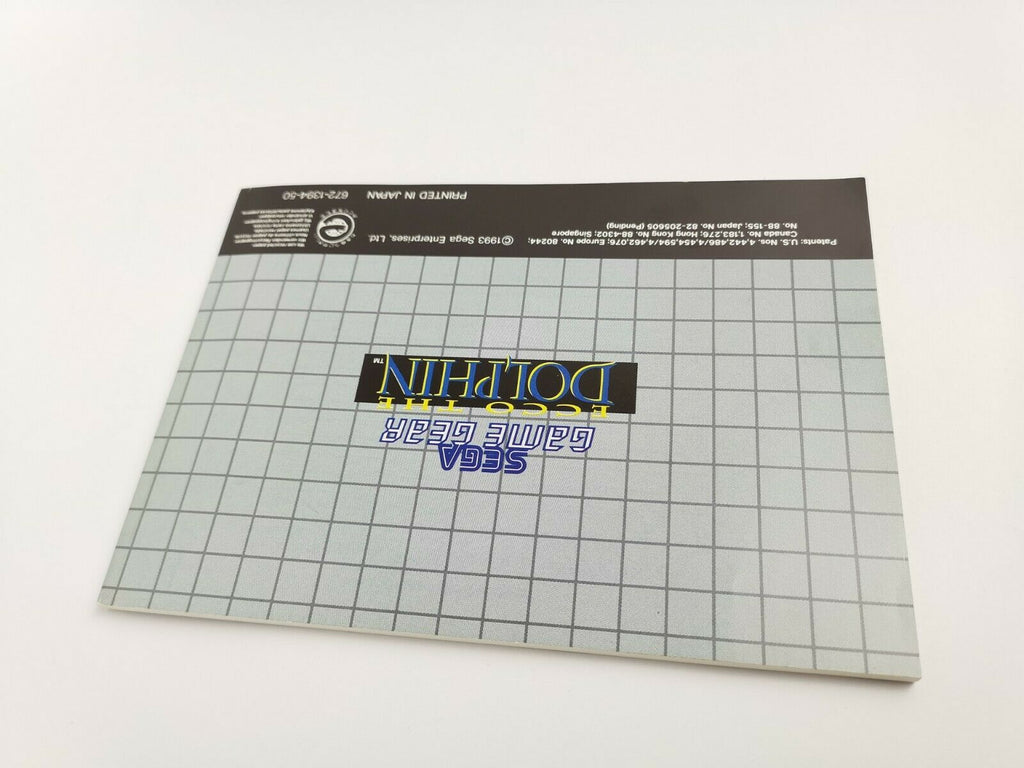 SEGA
GAME GEAR
ECCO THE
DOLPHIN™
Patents: U.S. Nos. 4,442,486/4,454,594/4,462,076; Europe No. 80244;
Canada No. 1,183,276; Hong Kong No. 88-4302; Singapore
No. 88-155; Japan No. 82-205605 (Pending)
©1993 Sega Enterprises, Ltd.
PRINTED IN JAPAN
672-1394-50